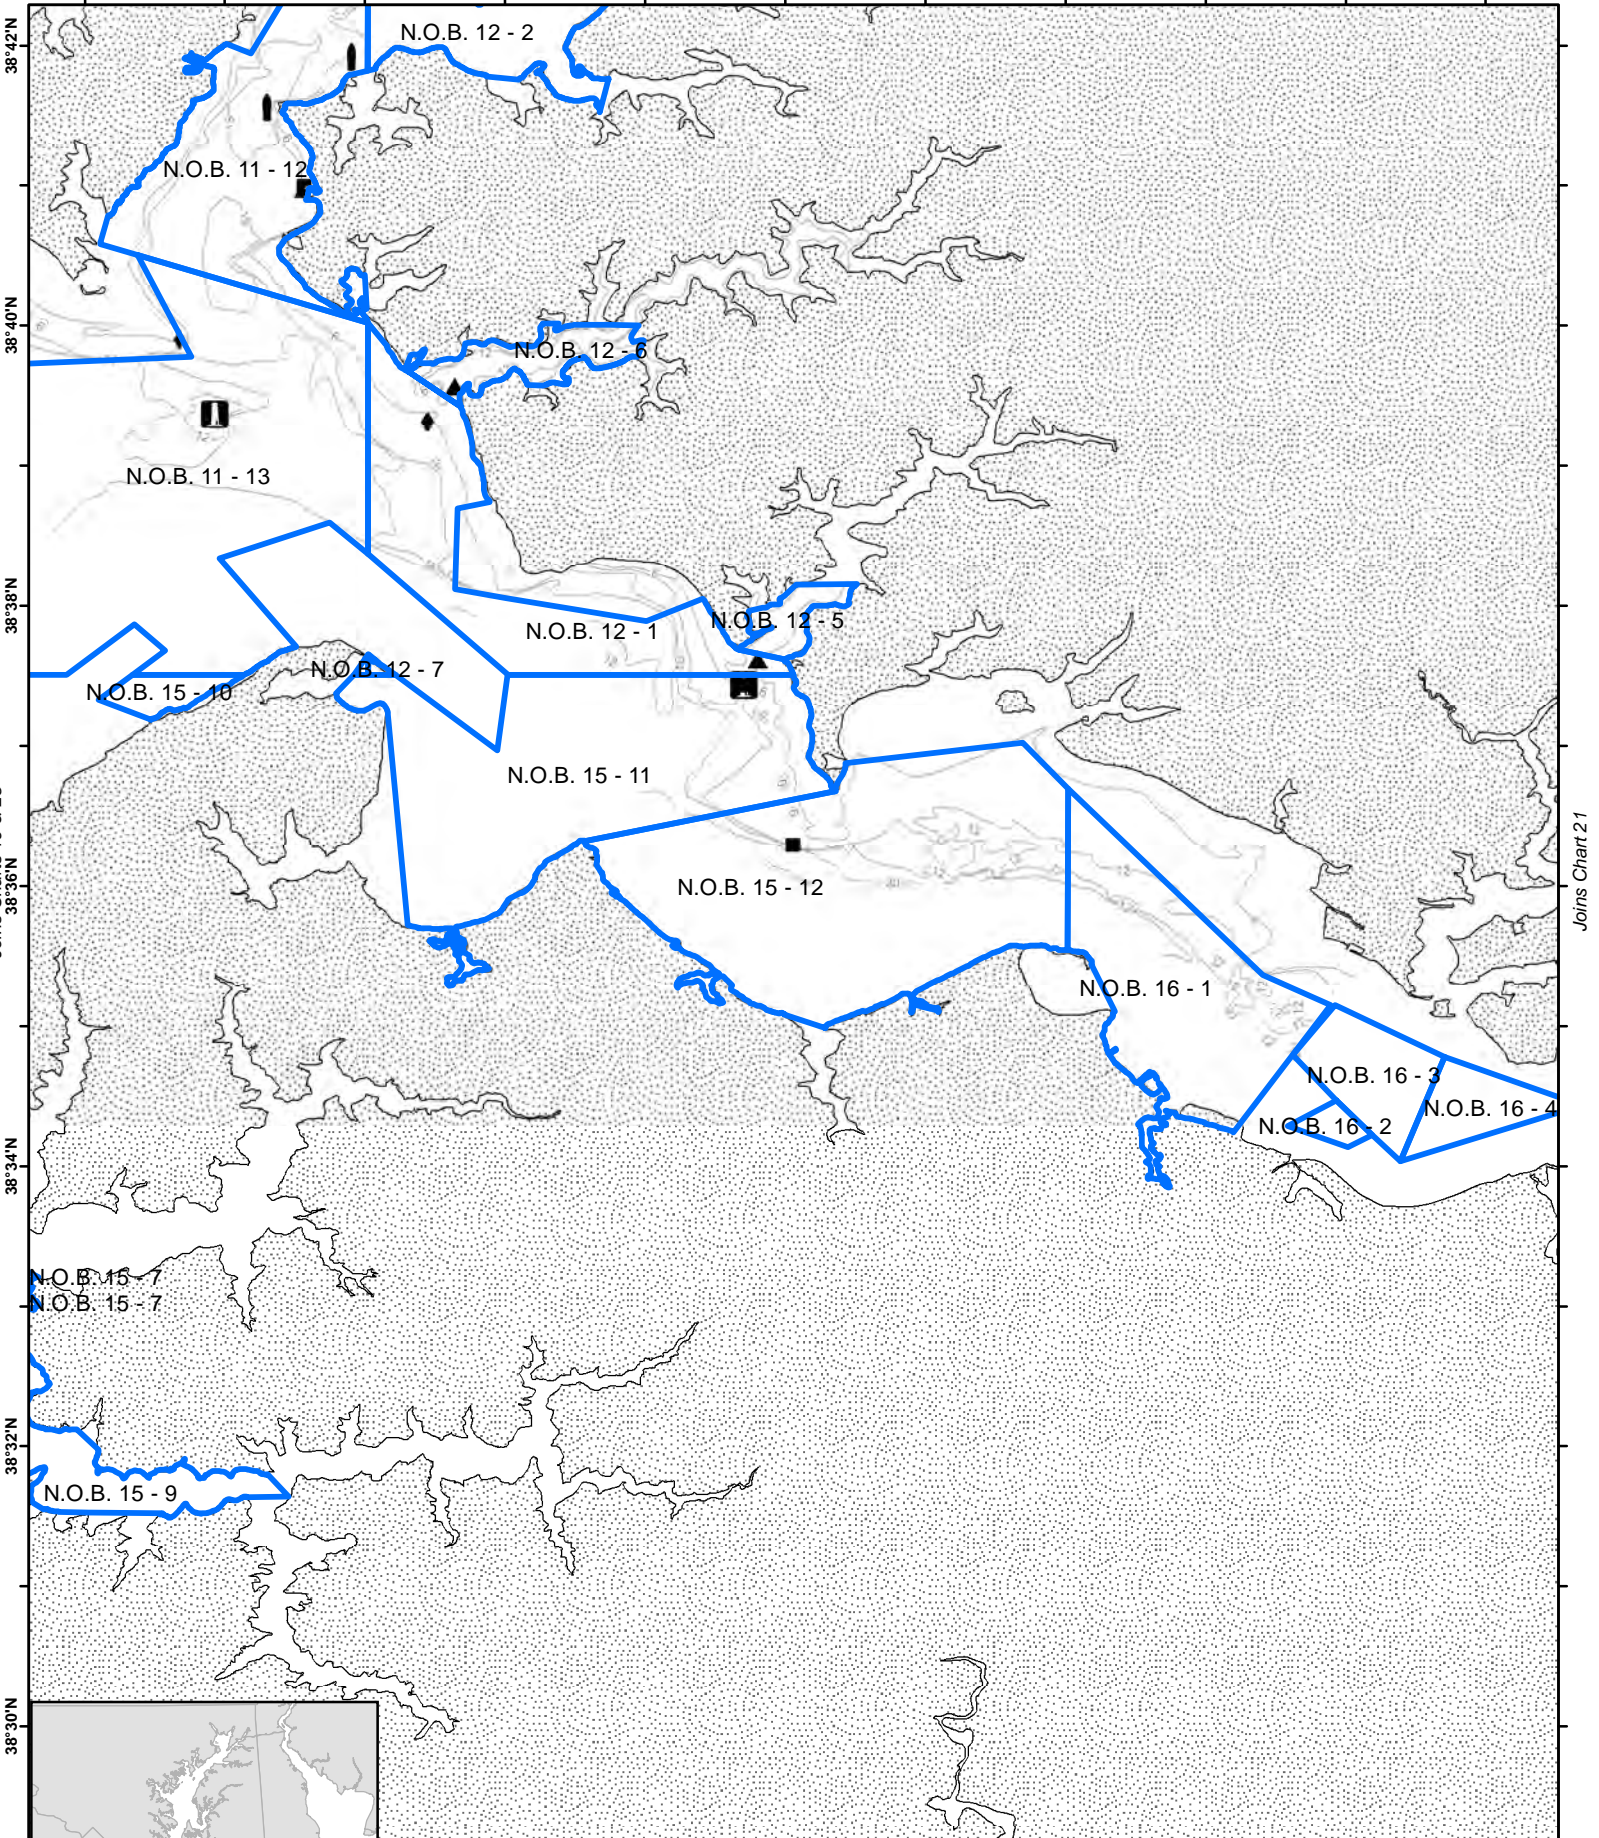 38°42'N
N.O.B. 12 - 2
N.O.B. 11 - 12
38°40'N
N.O.B. 12 - 6
N.O.B. 11 - 13
38°38'N
N.O.B. 12 - 1
N.O.B. 12 - 5
N.O.B. 12 - 7
N.O.B. 15 - 10
N.O.B. 15 - 11
38°36'N
N.O.B. 15 - 12
Joins Chart 21
N.O.B. 16 - 1
N.O.B. 16 - 3
N.O.B. 16 - 4
N.O.B. 16 - 2
38°34'N
N.O.B. 15 - 7
N.O.B. 15 - 7
38°32'N
N.O.B. 15 - 9
38°30'N